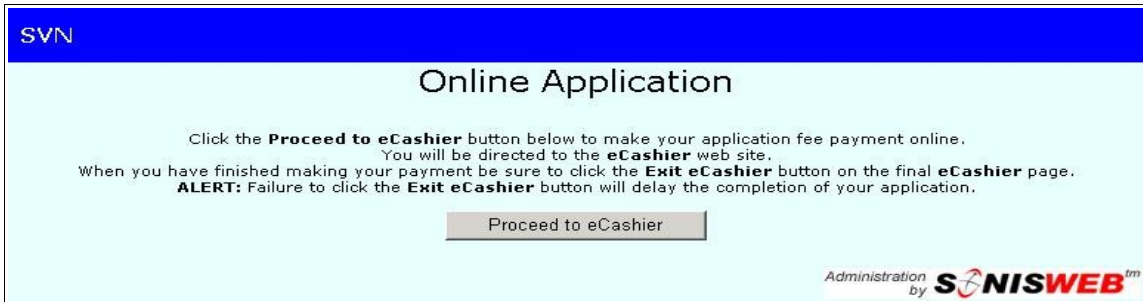 SVN
Online Application
Click the Proceed to eCashier button below to make your application fee payment online.
You will be directed to the eCashier web site.
When you have finished making your payment be sure to click the Exit eCashier button on the final eCashier page.
ALERT: Failure to click the Exit eCashier button will delay the completion of your application.
Proceed to eCashier
Administration
by SONISWEB tm